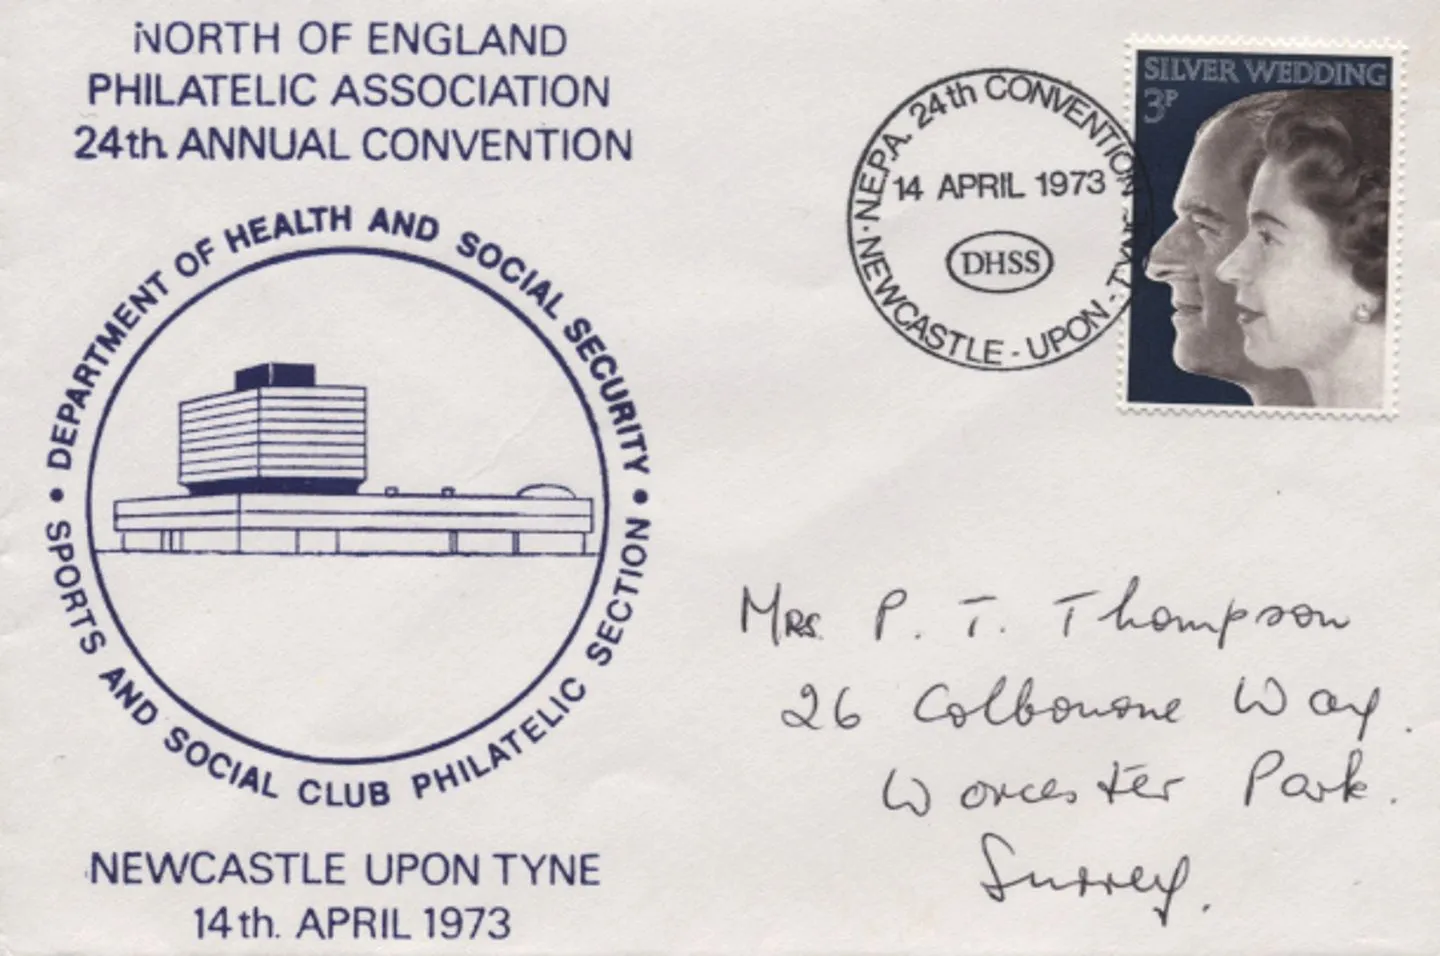 NORTH OF ENGLAND
PHILATELIC ASSOCIATION
24th ANNUAL CONVENTION
· DEPARTMENT OF HEALTH AND SOCIAL SECURITY ·
SPORTS AND SOCIAL CLUB PHILATELIC SECTION
NEWCASTLE UPON TYNE
14th. APRIL 1973
N.E.P.A. 24th CONVENTION
14 APRIL 1973
DHSS
· NEWCASTLE - UPON - TYNE
SILVER WEDDING
3P
Mrs. P. T. Thompson
26 Colbourne Way.
Worcester Park.
Surrey.